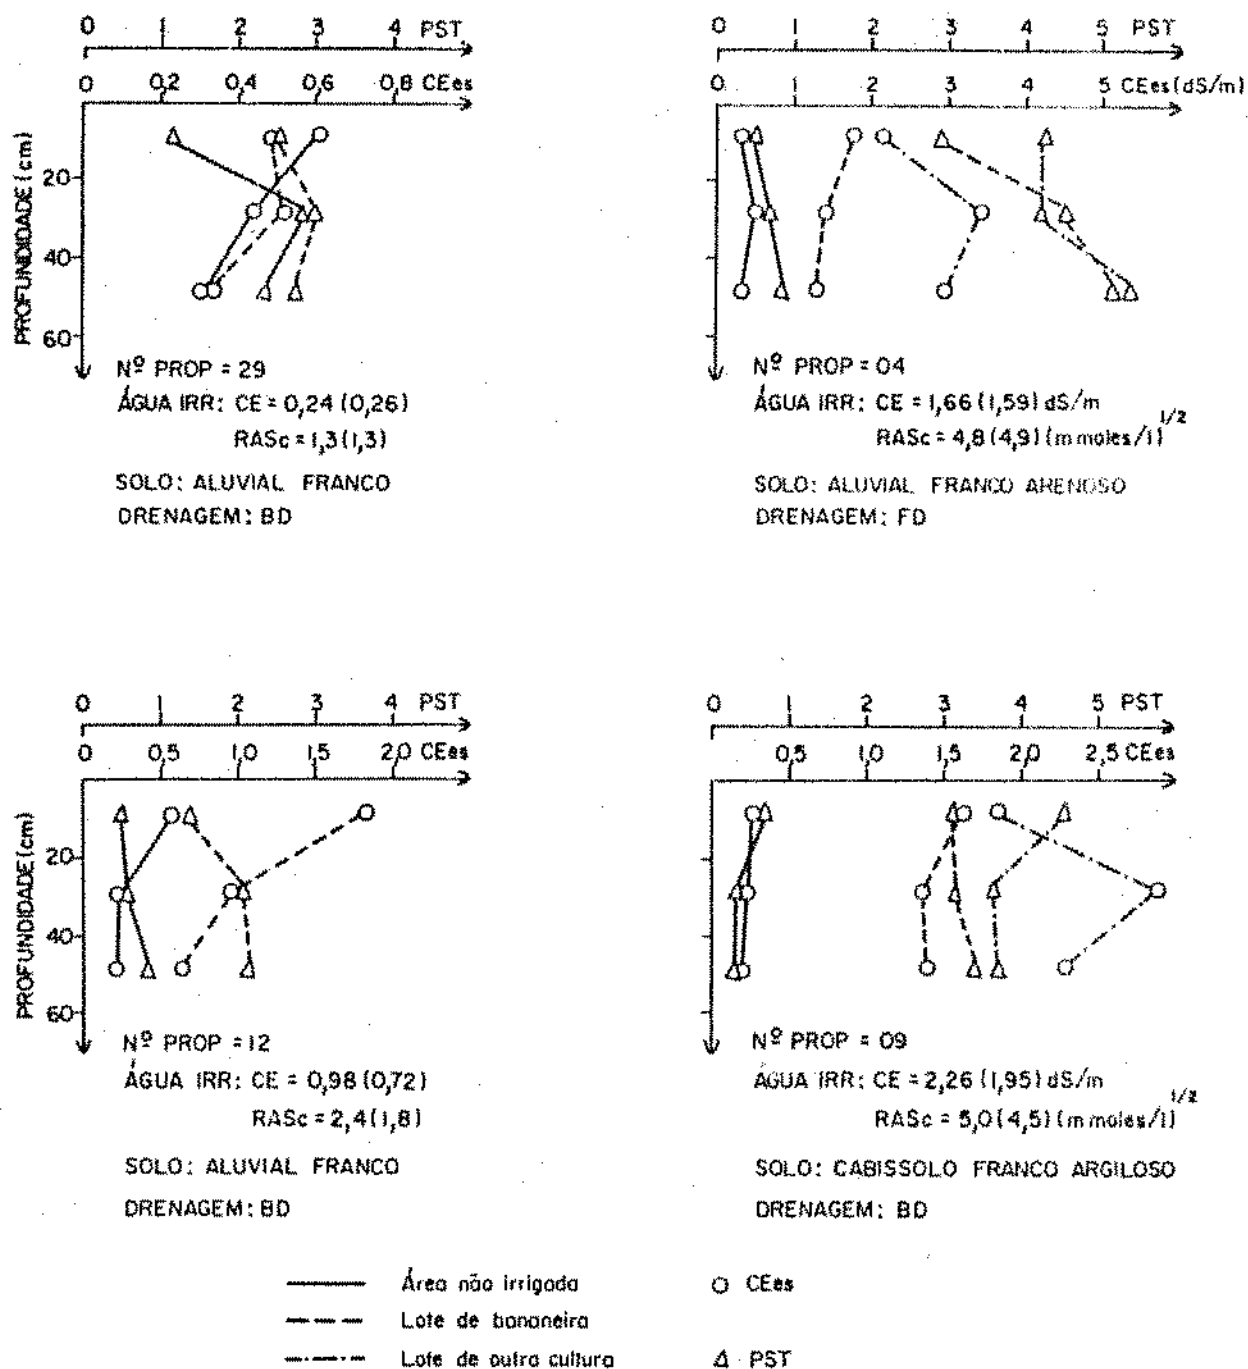 0 1 2 3 4 PST
0 0,2 0,4 0,6 0,8 CEes
PROFUNDIDADE (cm)
20
40
60
Nº PROP = 29
ÁGUA IRR: CE = 0,24 (0,26)
RASc = 1,3 (1,3)
SOLO: ALUVIAL FRANCO
DRENAGEM: BD
0 1 2 3 4 5 PST
0 1 2 3 4 5 CEes (dS/m)
Nº PROP = 04
ÁGUA IRR: CE = 1,66 (1,59) dS/m
RASc = 4,8 (4,9) (m moles/l)^1/2
SOLO: ALUVIAL FRANCO ARENOSO
DRENAGEM: FD
0 1 2 3 4 PST
0 0,5 1,0 1,5 2,0 CEes
PROFUNDIDADE (cm)
20
40
60
Nº PROP = 12
ÁGUA IRR: CE = 0,98 (0,72)
RASc = 2,4 (1,8)
SOLO: ALUVIAL FRANCO
DRENAGEM: BD
0 1 2 3 4 5 PST
0,5 1,0 1,5 2,0 2,5 CEes
Nº PROP = 09
ÁGUA IRR: CE = 2,26 (1,95) dS/m
RASc = 5,0 (4,5) (m moles/l)^1/2
SOLO: CABISSOLO FRANCO ARGILOSO
DRENAGEM: BD
Área não irrigada
Lote de bananeira
Lote de outra cultura
CEes
PST